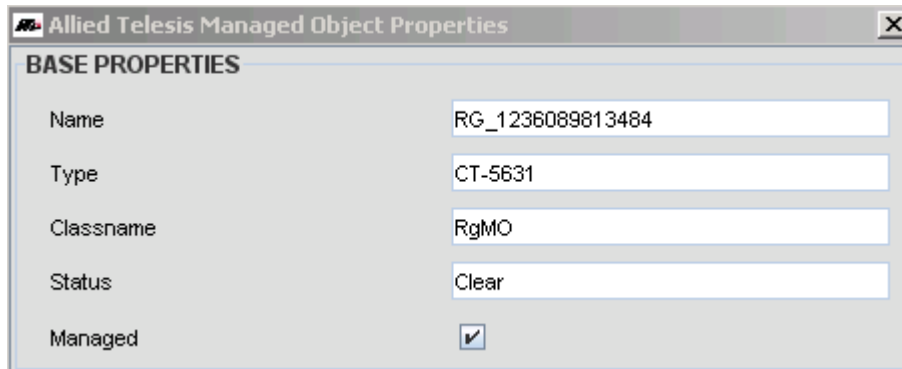 Allied Telesis Managed Object Properties
BASE PROPERTIES
Name RG_1236089813484
Type CT-5631
Classname RgMO
Status Clear
Managed